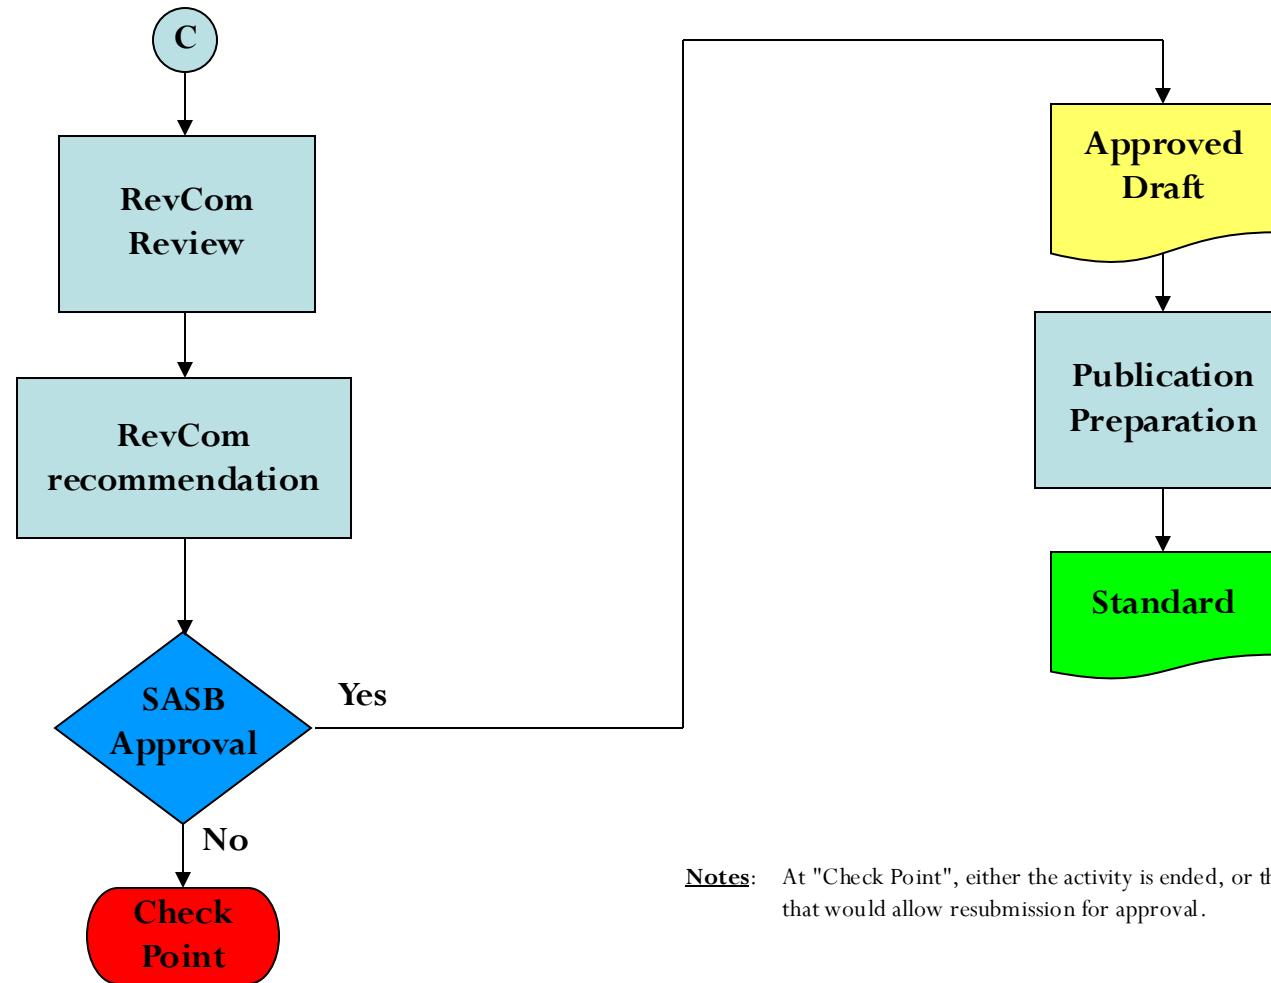 C
RevCom
Review
RevCom
recommendation
SASB
Approval
Yes
No
Check
Point
Approved
Draft
Publication
Preparation
Standard
Notes: At "Check Point", either the activity is ended, or
that would allow resubmission for approval.